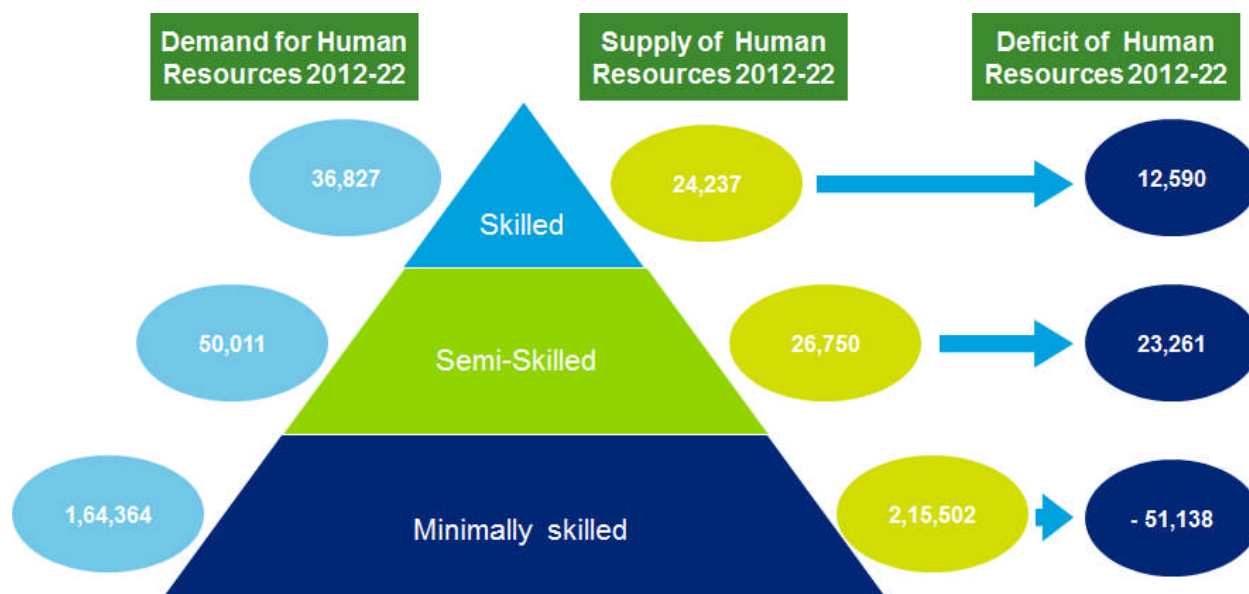 Demand for Human
Resources 2012-22
Supply of Human
Resources 2012-22
Deficit of Human
Resources 2012-22
36,827
Skilled
24,237
12,590
50,011
Semi-Skilled
26,750
23,261
1,64,364
Minimally skilled
2,15,502
- 51,138